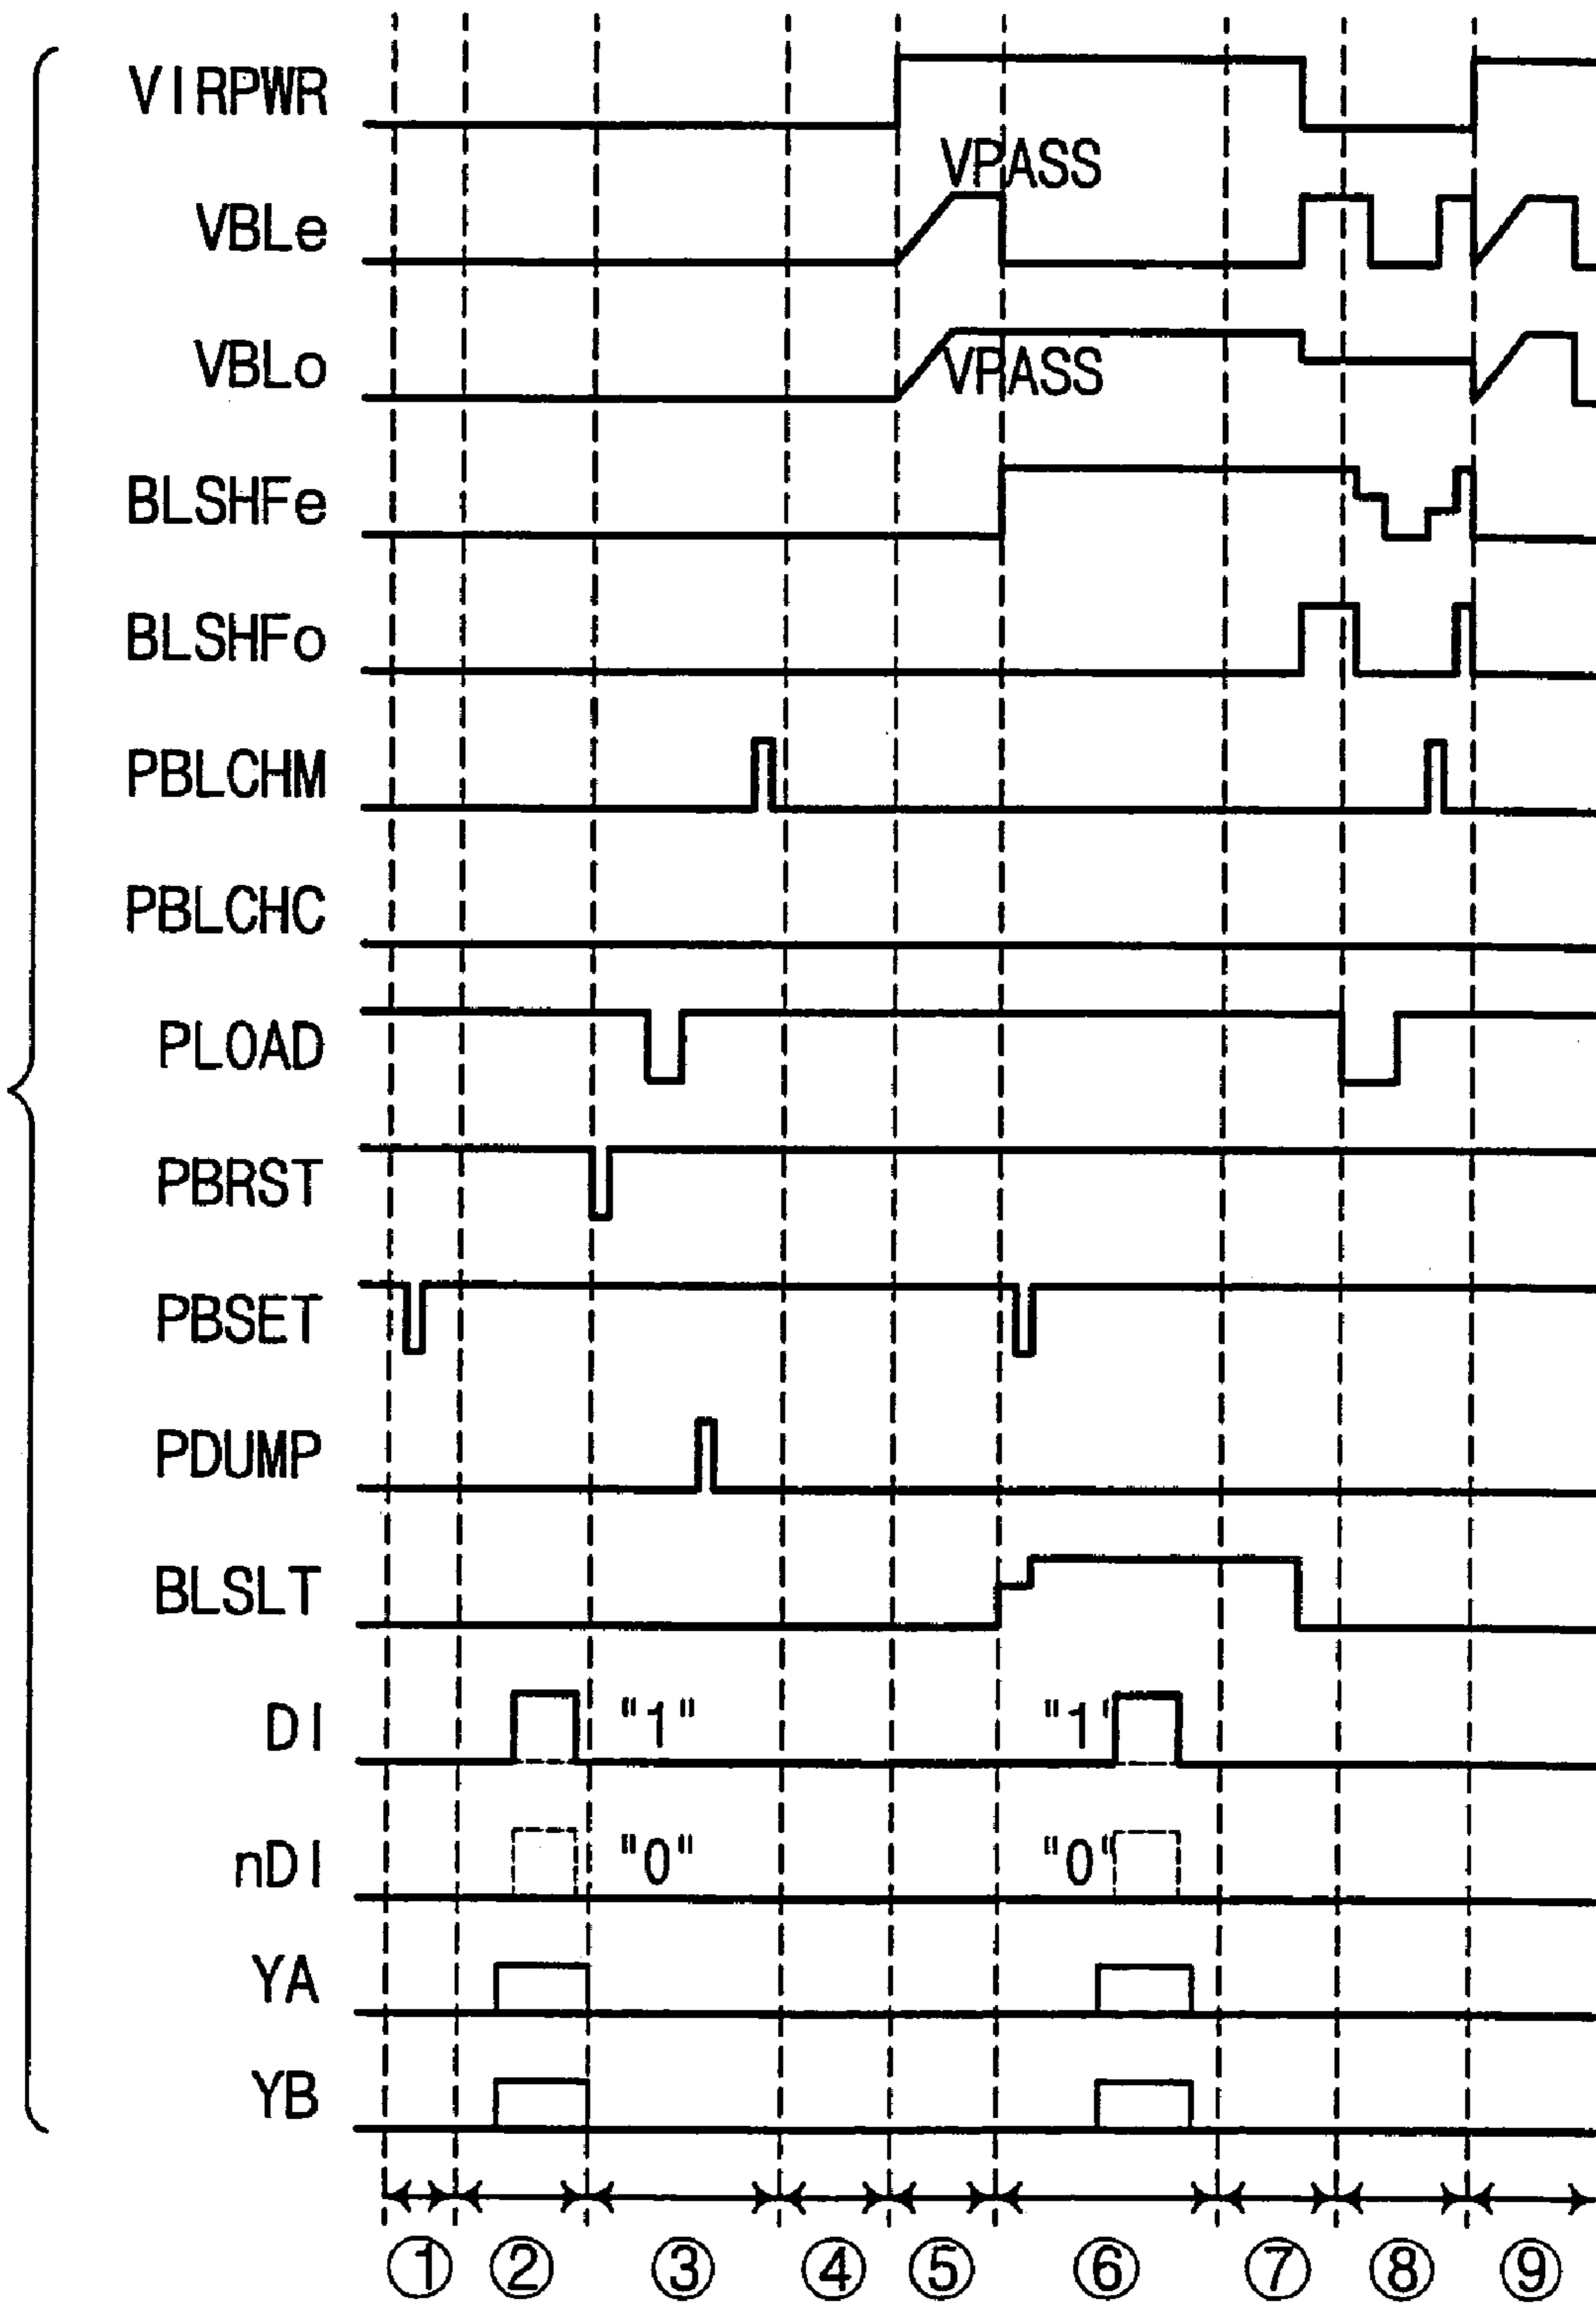 VIRPWR
VPASS
VBLe
VBLo
VPASS
BLSHFe
BLSHFo
PBLCHM
PBLCHC
PLOAD
PBRST
PBSET
PDUMP
BLSLT
DI "1" "1"
nDI "0" "0"
YA
YB
① ② ③ ④ ⑤ ⑥ ⑦ ⑧ ⑨